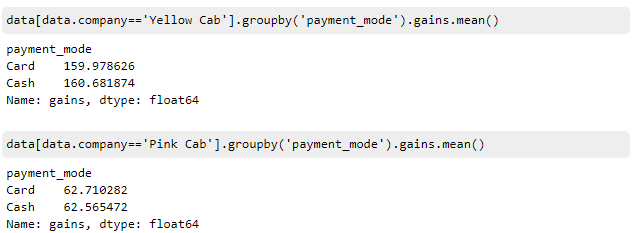 data[data.company=='Yellow Cab'].groupby('payment_mode').gains.mean()
payment_mode
Card    159.978626
Cash    160.681874
Name: gains, dtype: float64
data[data.company=='Pink Cab'].groupby('payment_mode').gains.mean()
payment_mode
Card    62.710282
Cash    62.565472
Name: gains, dtype: float64